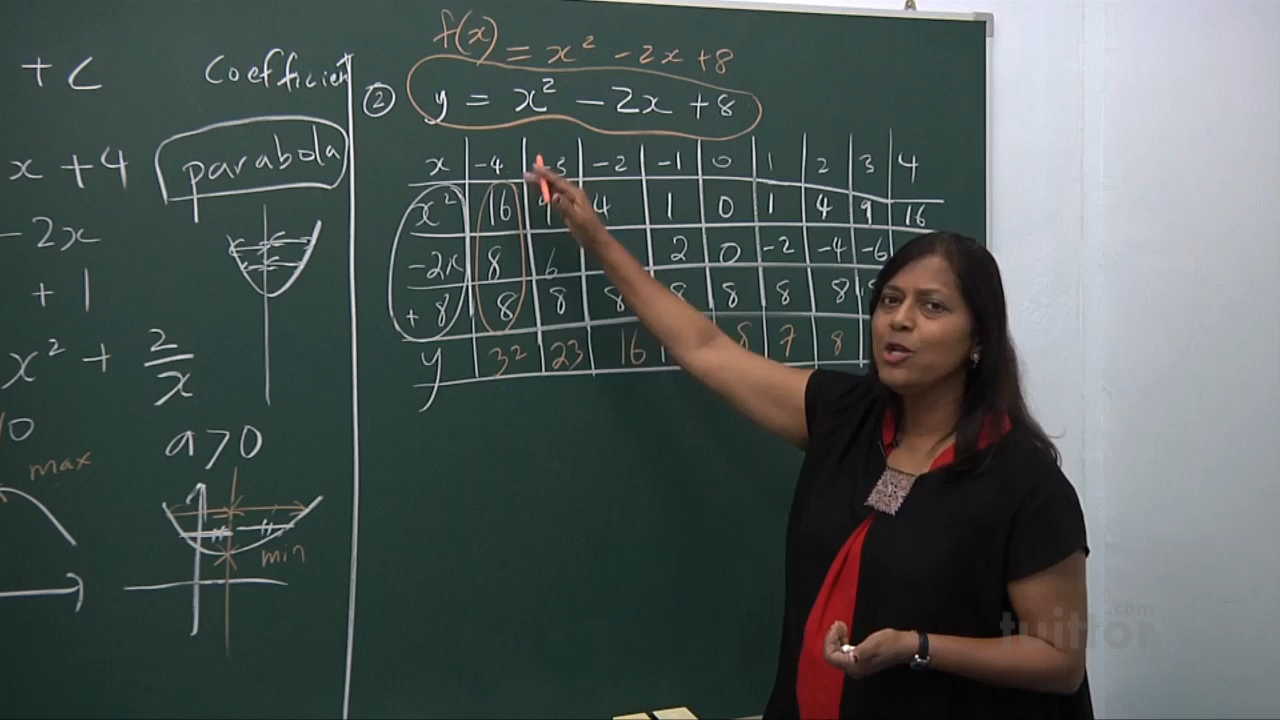 + c
Coefficient
x + 4
parabola
- 2x
+ 1
x² + 2/x
max
a > 0
min
f(x) = x² - 2x + 8
② y = x² - 2x + 8
x -4 -3 -2 -1 0 1 2 3 4
x² 16 9 4 1 0 1 4 9 16
-2x 8 6 2 0 -2 -4 -6
+ 8 8 8 8 8 8 8 8
y 32 23 16 8 7 8
tuittor.com